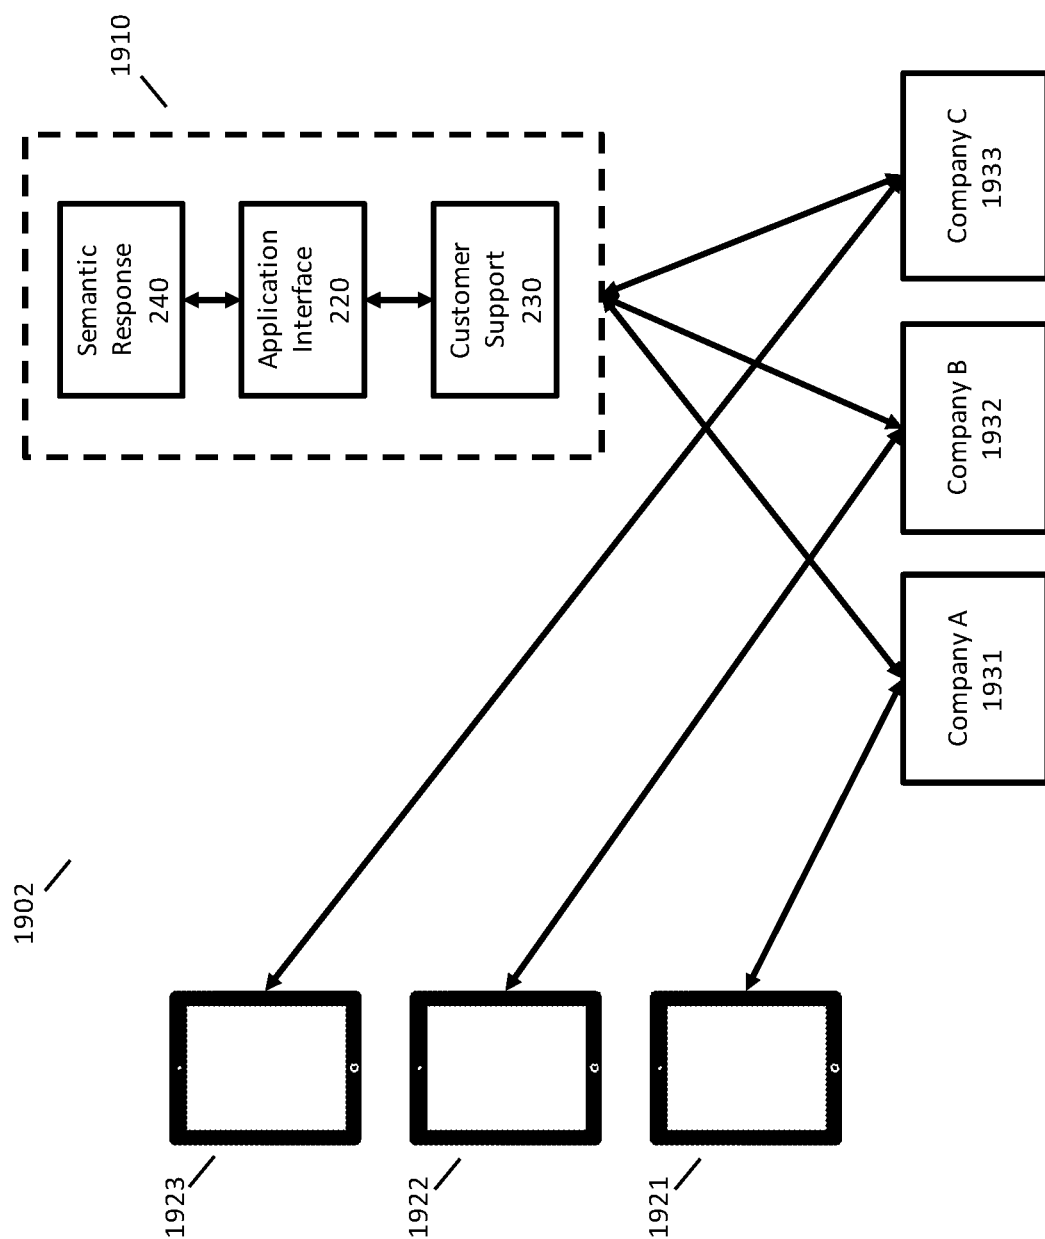 1902
1910
Semantic
Response
240
Application
Interface
220
Customer
Support
230
1923
1922
1921
Company A
1931
Company B
1932
Company C
1933